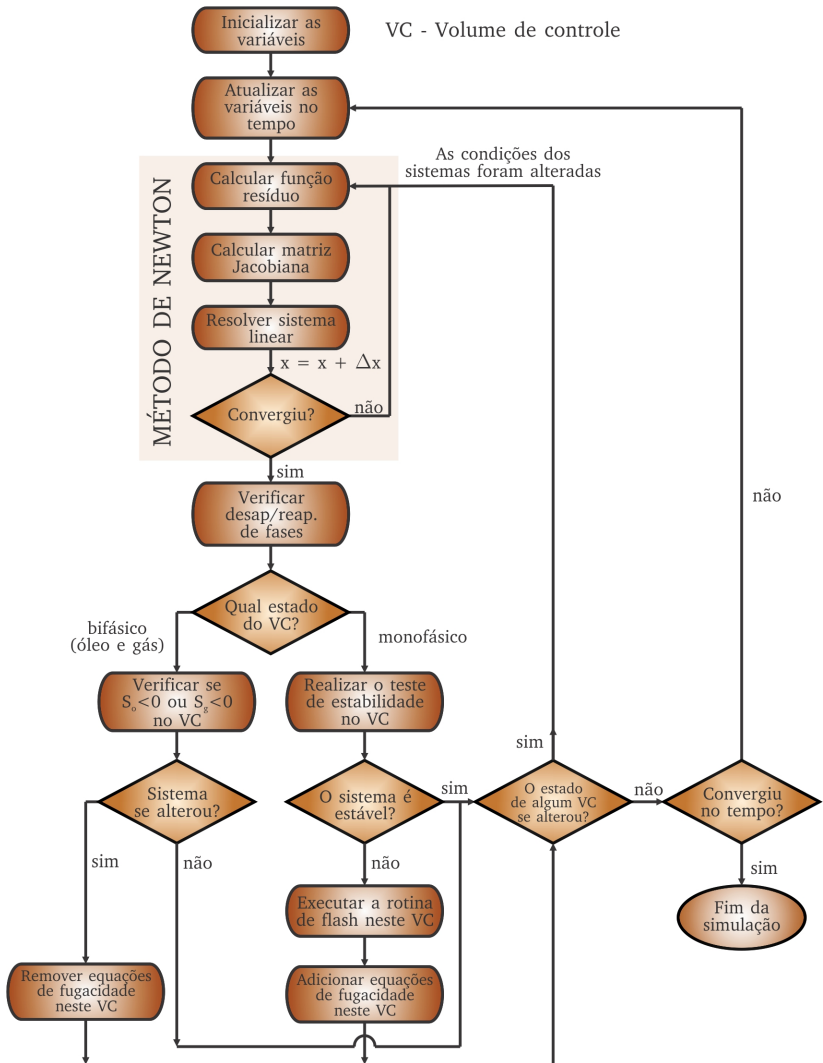 Inicializar as
variáveis
VC - Volume de controle
Atualizar as
variáveis no
tempo
As condições dos
sistemas foram alteradas
MÉTODO DE NEWTON
Calcular função
resíduo
Calcular matriz
Jacobiana
Resolver sistema
linear
x = x + Δx
Convergiu?
não
sim
Verificar
desap/reap.
de fases
não
Qual estado
do VC?
bifásico
(óleo e gás)
monofásico
Verificar se
So<0 ou Sg<0
no VC
Realizar o teste
de estabilidade
no VC
sim
Sistema
se alterou?
O sistema é
estável?
sim
O estado
de algum VC
se alterou?
não
Convergiu
no tempo?
sim
não
não
sim
Executar a rotina
de flash neste VC
Fim da
simulação
Remover equações
de fugacidade
neste VC
Adicionar equações
de fugacidade
neste VC